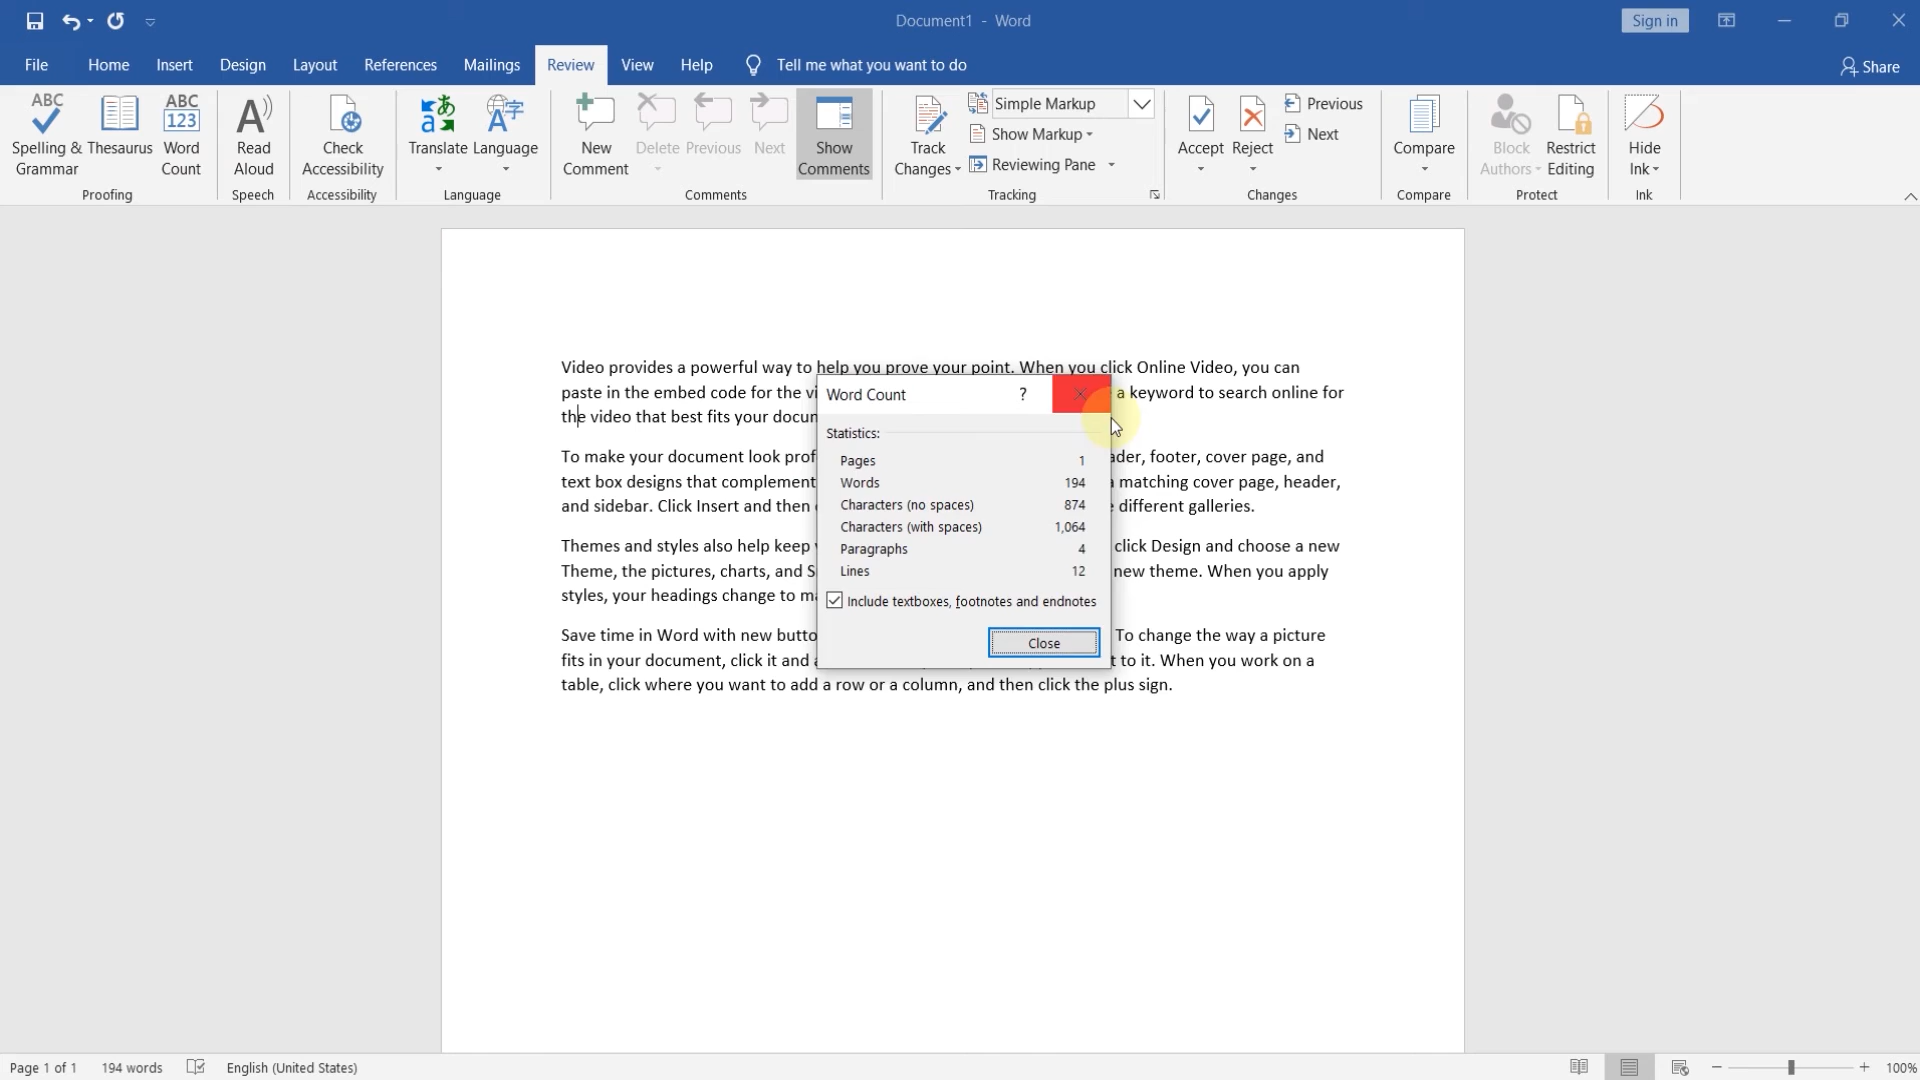 Document1 - Word
Sign in
File Home Insert Design Layout References Mailings Review View Help Tell me what you want to do Share
ABC Spelling & Grammar
Thesaurus
ABC 123 Word Count
Proofing
A Read Aloud
Speech
Check Accessibility
Accessibility
Translate
Language
Language
New Comment
Delete
Previous
Next
Show Comments
Comments
Track Changes
Simple Markup
Show Markup
Reviewing Pane
Tracking
Accept
Reject
Previous
Next
Changes
Compare
Compare
Block Authors
Restrict Editing
Protect
Hide Ink
Ink
Video provides a powerful way to help you prove your point. When you click Online Video, you can
paste in the embed code for the vi a keyword to search online for
the video that best fits your docum
To make your document look prof ader, footer, cover page, and
text box designs that complement a matching cover page, header,
and sidebar. Click Insert and then different galleries.
Themes and styles also help keep click Design and choose a new
Theme, the pictures, charts, and S new theme. When you apply
styles, your headings change to ma
Save time in Word with new butto To change the way a picture
fits in your document, click it and a t to it. When you work on a
table, click where you want to add a row or a column, and then click the plus sign.
Word Count ?
Statistics:
Pages 1
Words 194
Characters (no spaces) 874
Characters (with spaces) 1,064
Paragraphs 4
Lines 12
Include textboxes, footnotes and endnotes
Close
Page 1 of 1 194 words English (United States) 100%